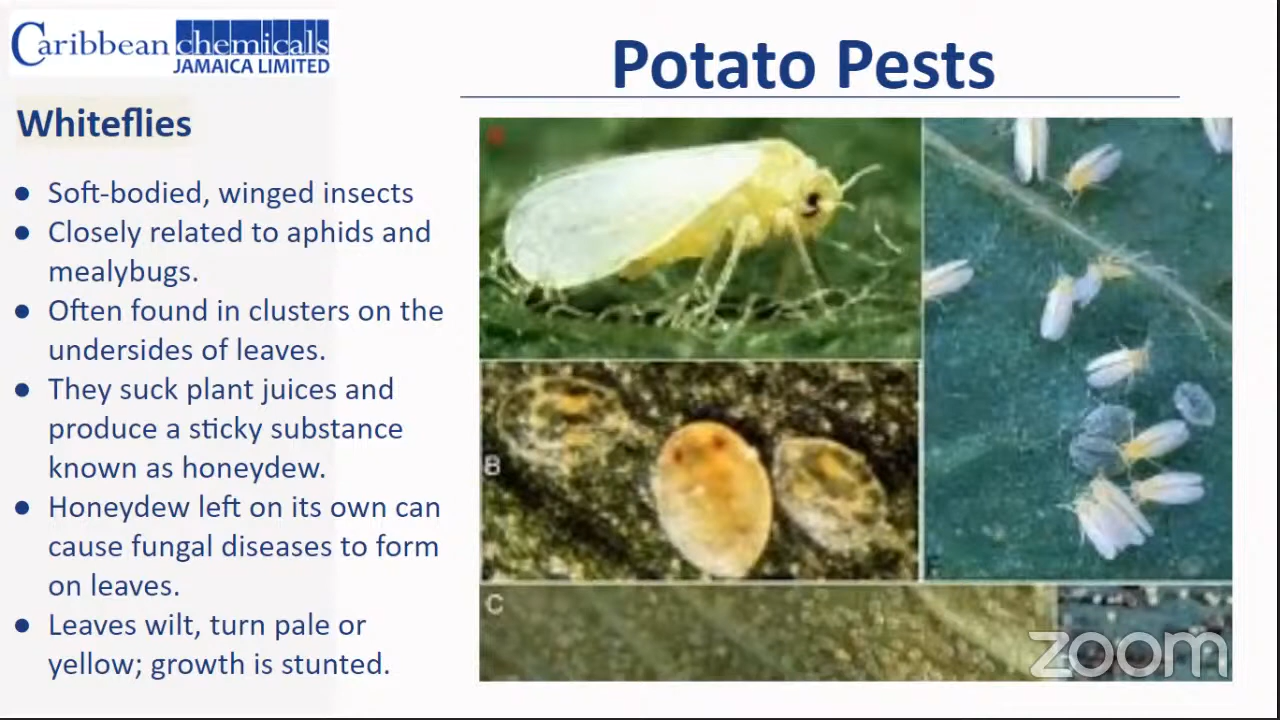 Caribbean chemicals
JAMAICA LIMITED
Potato Pests
Whiteflies
● Soft-bodied, winged insects
● Closely related to aphids and
mealybugs.
● Often found in clusters on the
undersides of leaves.
● They suck plant juices and
produce a sticky substance
known as honeydew.
● Honeydew left on its own can
cause fungal diseases to form
on leaves.
● Leaves wilt, turn pale or
yellow; growth is stunted.
B
C
zoom